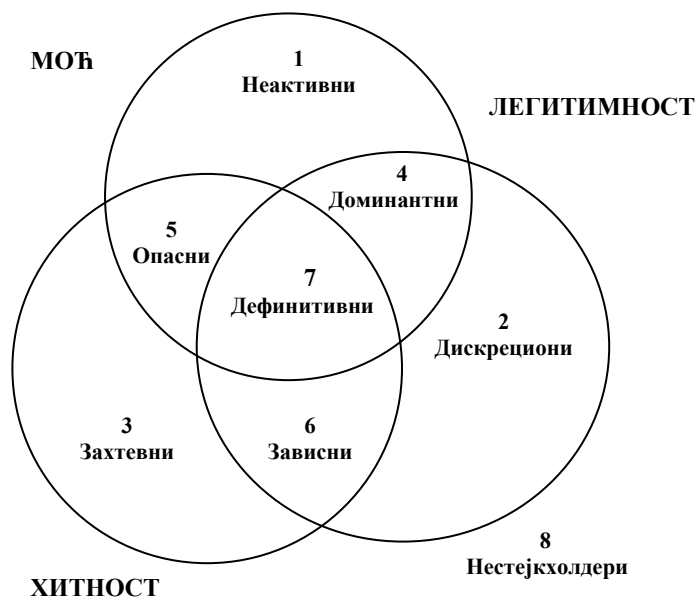 МОЋ
1
Неактивни
ЛЕГИТИМНОСТ
4
Доминантни
5
Опасни
7
Дефинитивни
2
Дискрециони
3
Захтевни
6
Зависни
8
Нестејкхолдери
ХИТНОСТ